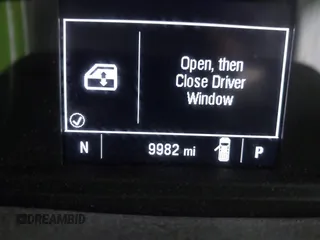 Open, then
Close Driver
Window
N 9982 mi P
©DREAMBID